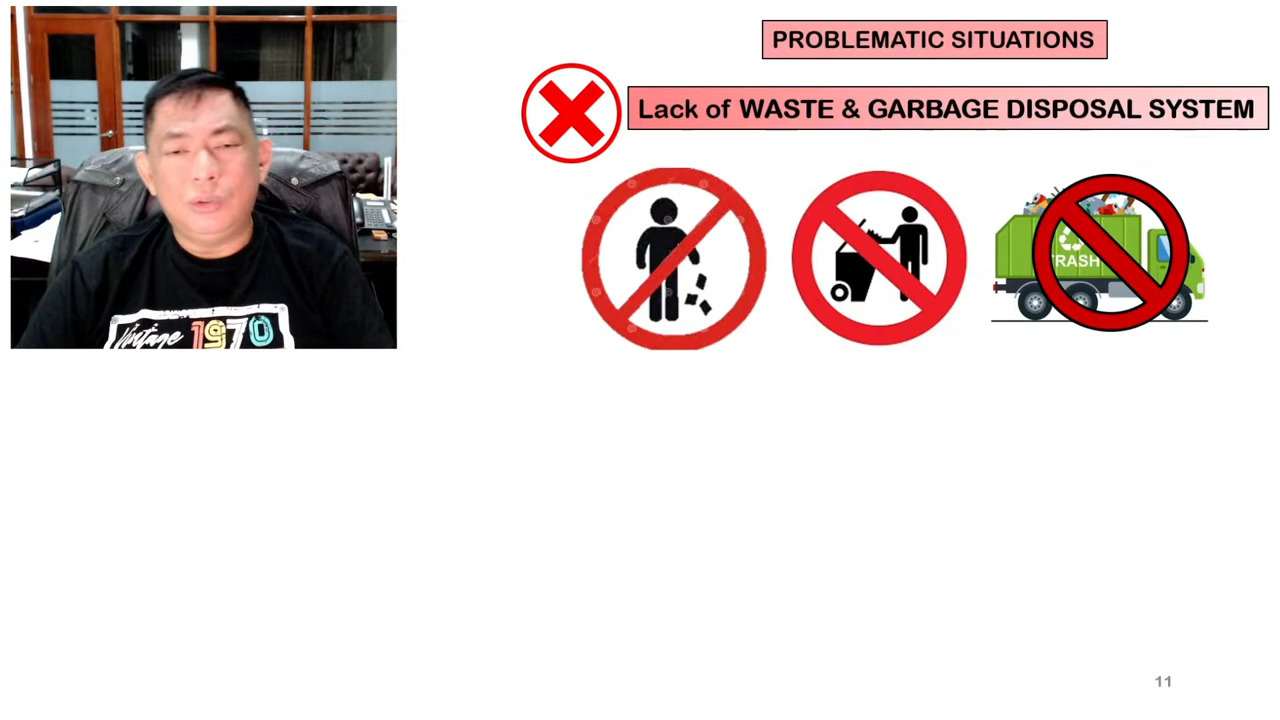 PROBLEMATIC SITUATIONS
Lack of WASTE & GARBAGE DISPOSAL SYSTEM
TRASH
Vintage 1970
11